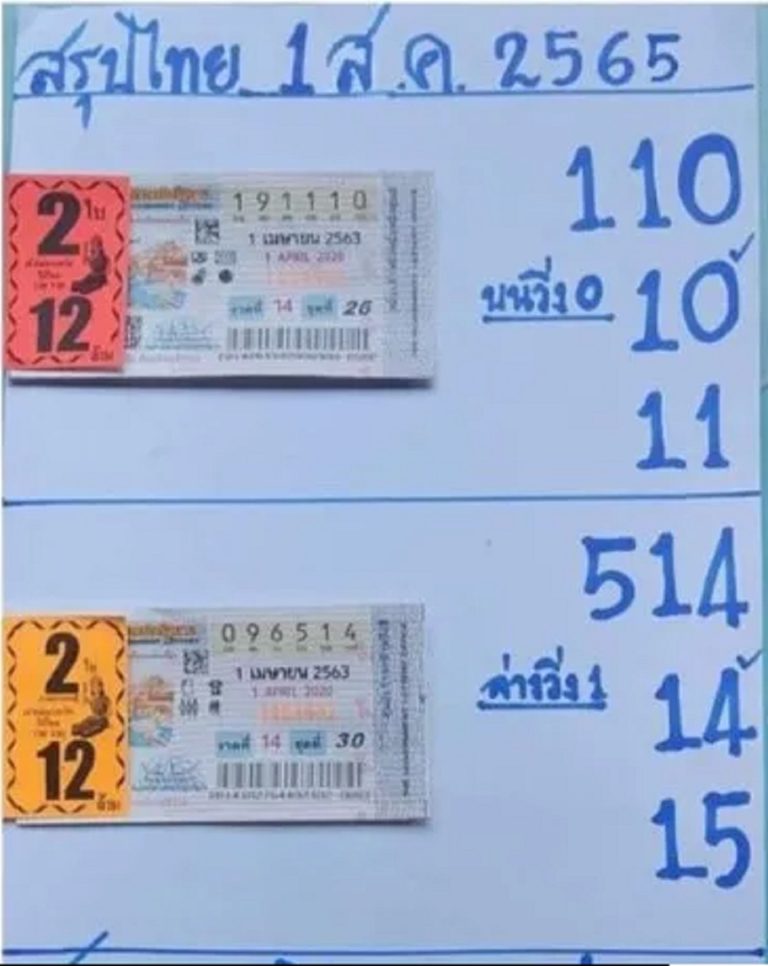 สรุปไทย 1 ส.ค. 2565
110
บนวิ่ง 0 10
11
2 ใบ
12 ล้าน
191110
1 เมษายน 2563
1 APRIL 2020
งวดที่ 14 ชุดที่ 26
514
ล่างวิ่ง 1 14
15
2 ใบ
12 ล้าน
096514
1 เมษายน 2563
1 APRIL 2020
งวดที่ 14 ชุดที่ 30